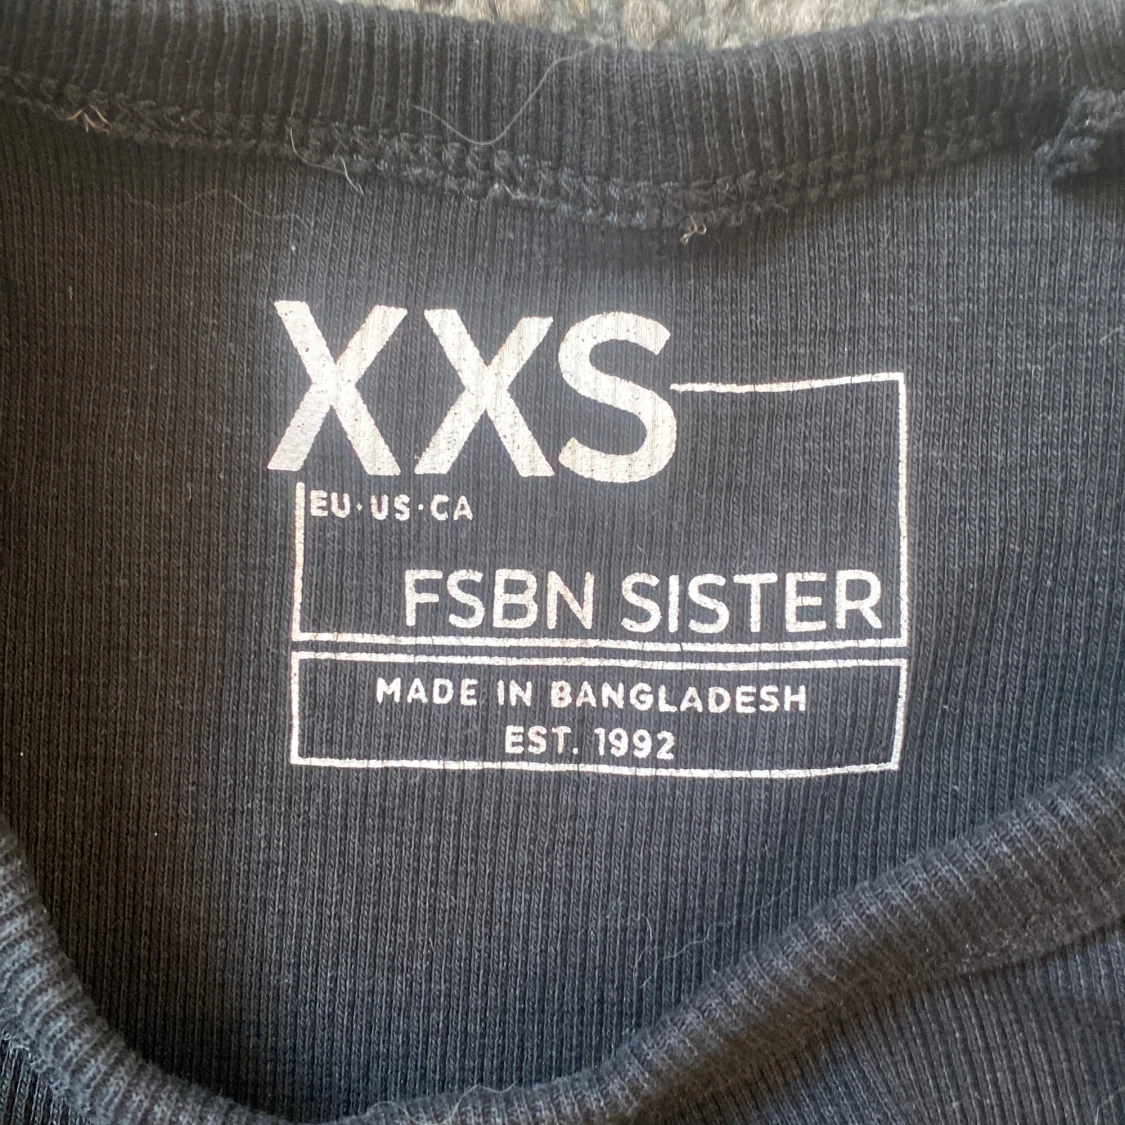 XXS
EU·US·CA
FSBN SISTER
MADE IN BANGLADESH
EST. 1992